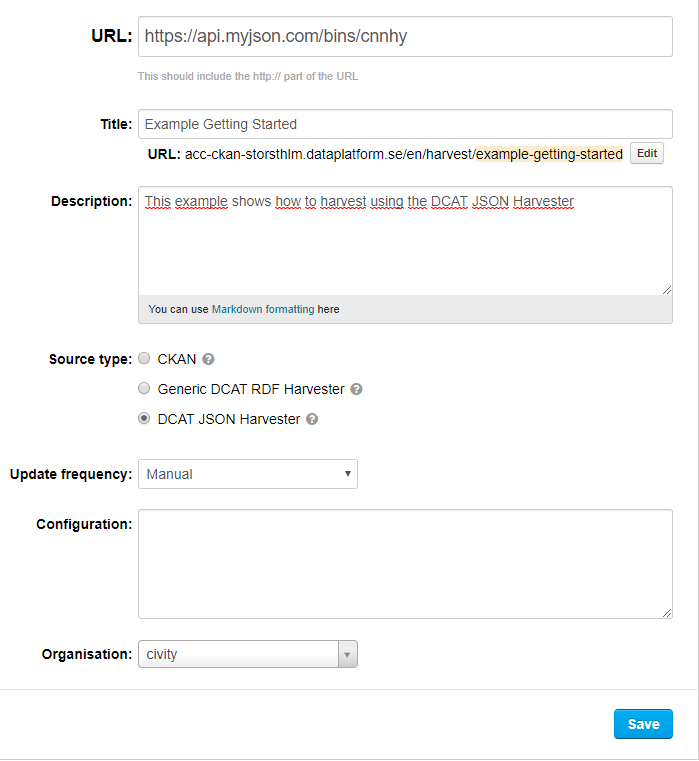 URL: https://api.myjson.com/bins/cnnhy
This should include the http:// part of the URL
Title: Example Getting Started
URL: acc-ckan-storsthlm.dataplatform.se/en/harvest/example-getting-started Edit
Description: This example shows how to harvest using the DCAT JSON Harvester
You can use Markdown formatting here
Source type: CKAN ?
Generic DCAT RDF Harvester ?
DCAT JSON Harvester ?
Update frequency: Manual
Configuration:
Organisation: civity
Save